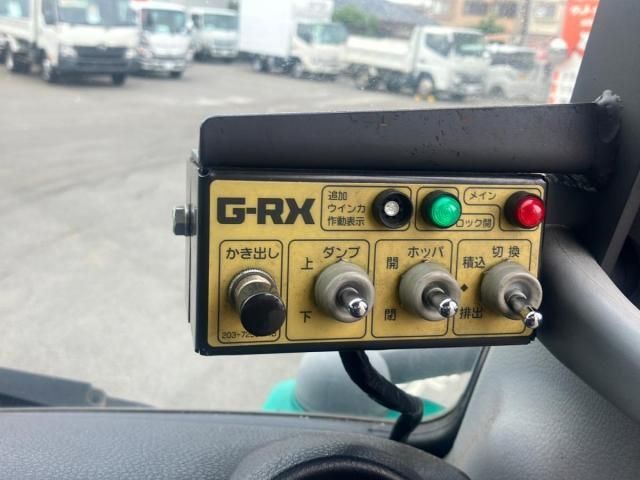 G-RX
追加
ウインカ
作動表示
メイン
ロック開
かき出し
上 ダンプ
下
ホッパ
開
閉
切換
積込
排出